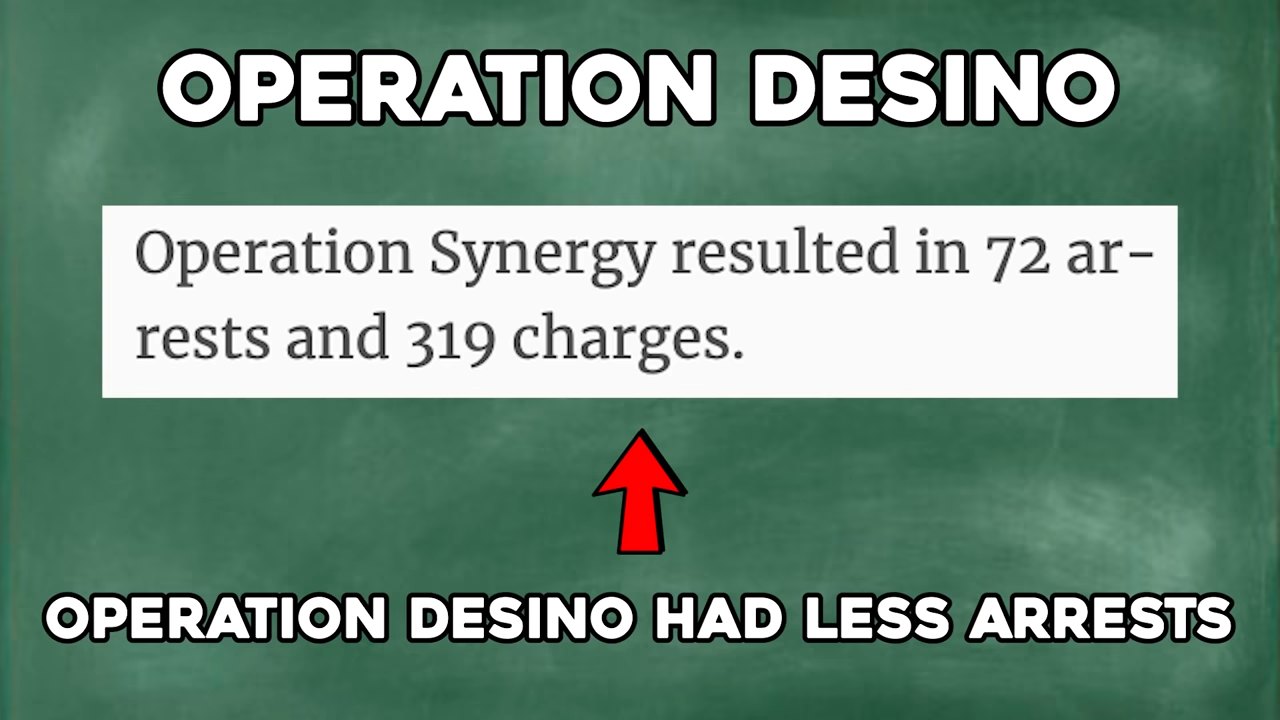 OPERATION DESINO
Operation Synergy resulted in 72 ar-
rests and 319 charges.
OPERATION DESINO HAD LESS ARRESTS